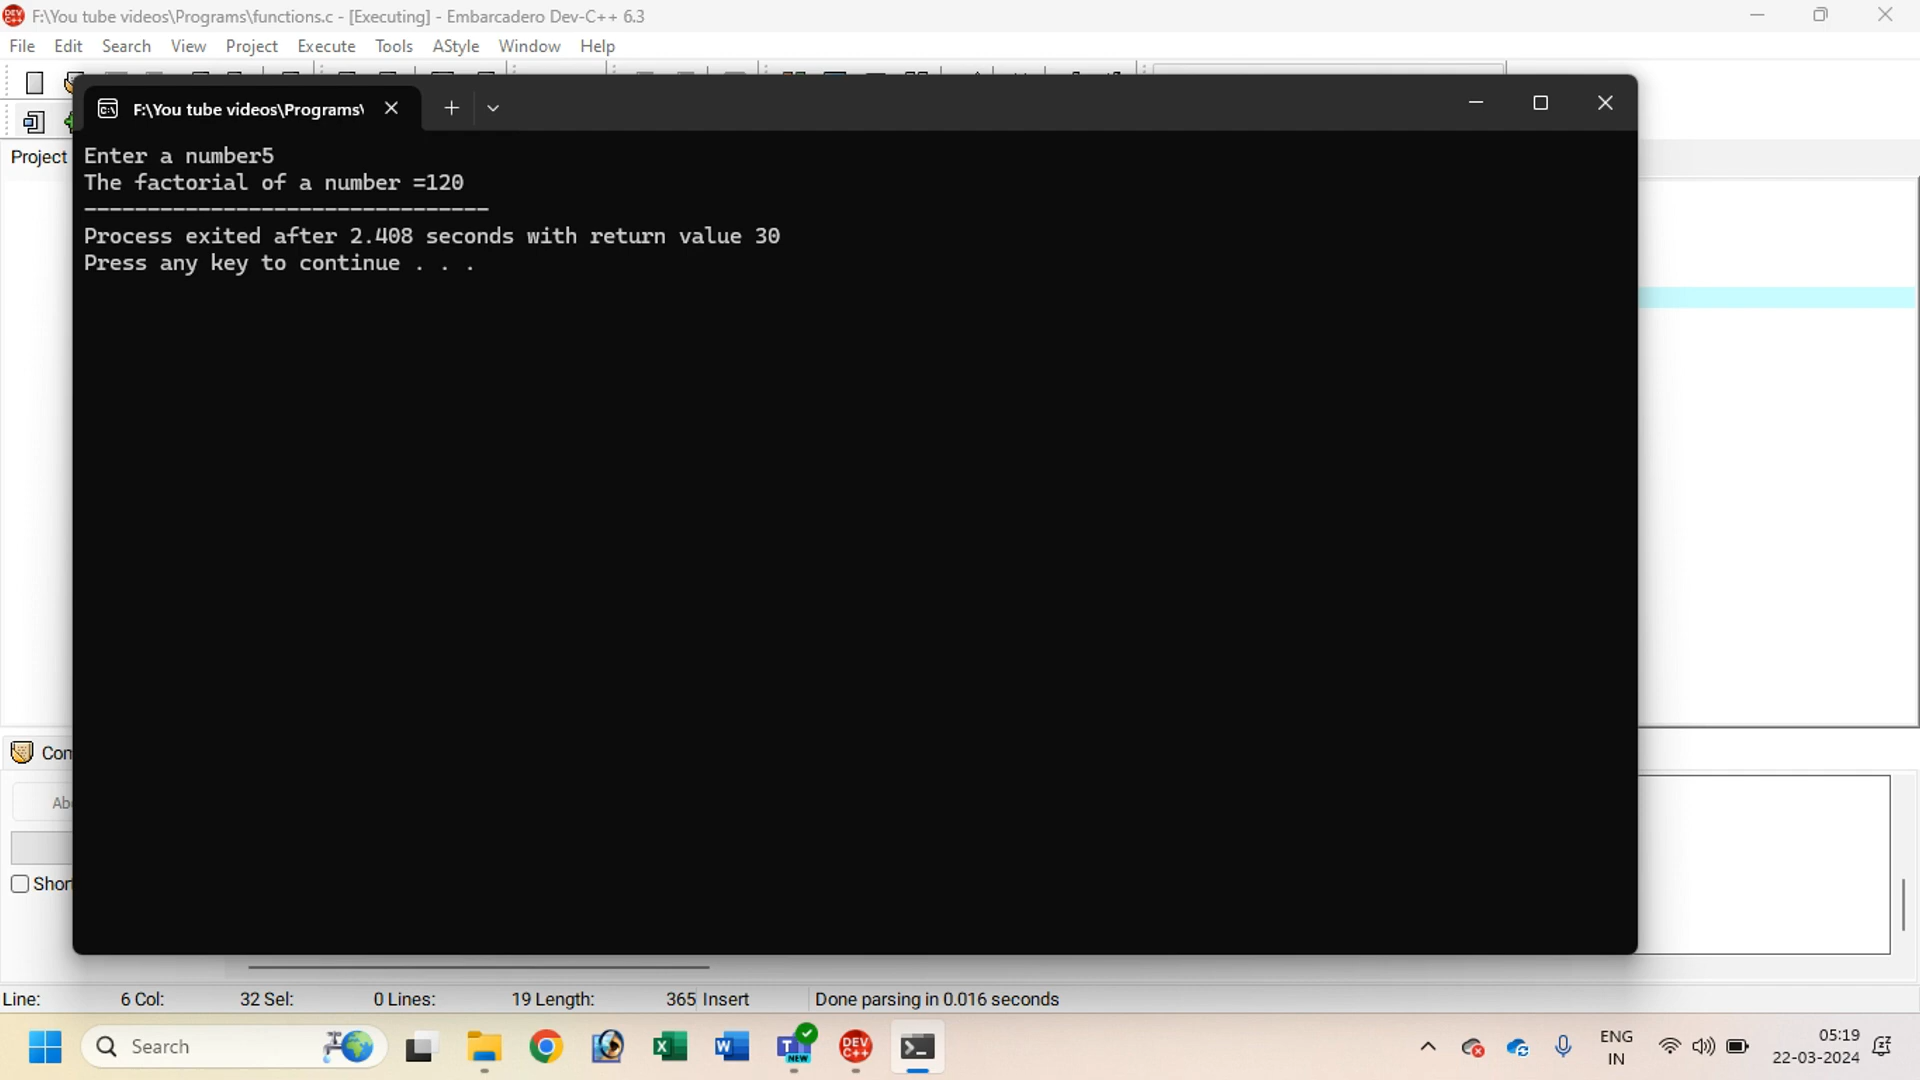 F:\You tube videos\Programs\functions.c - [Executing] - Embarcadero Dev-C++ 6.3
File Edit Search View Project Execute Tools AStyle Window Help
F:\You tube videos\Programs\
Project
Enter a number5
The factorial of a number =120
--------------------------------
Process exited after 2.408 seconds with return value 30
Press any key to continue . . .
Line: 6 Col: 32 Sel: 0 Lines: 19 Length: 365 Insert Done parsing in 0.016 seconds
Search
DEV C++
NEW
ENG
IN
05:19
22-03-2024